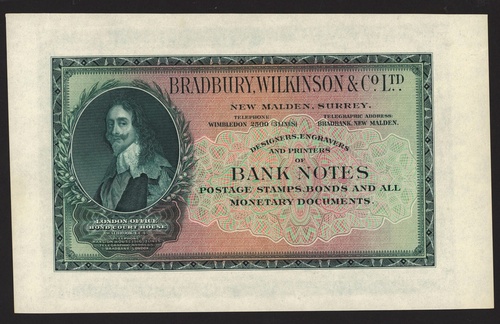 BRADBURY, WILKINSON & CO. LTD.
NEW MALDEN, SURREY.
TELEPHONE
WIMBLEDON 2500 (3 LINES)
TELEGRAPHIC ADDRESS:
BRADBANK, NEW MALDEN.
DESIGNERS, ENGRAVERS
AND PRINTERS
OF
BANK NOTES
POSTAGE STAMPS, BONDS AND ALL
MONETARY DOCUMENTS
LONDON OFFICE
BOND COURT HOUSE